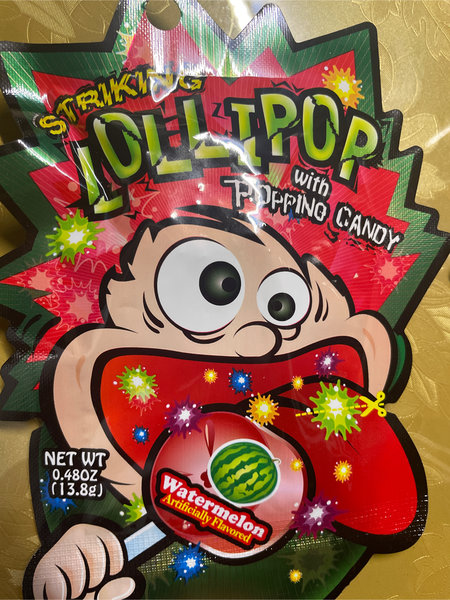 STRIKING
LOLLIPOP
with
POPPING CANDY
NET WT
0.48OZ
(13.8g)
Watermelon
Artificially Flavored